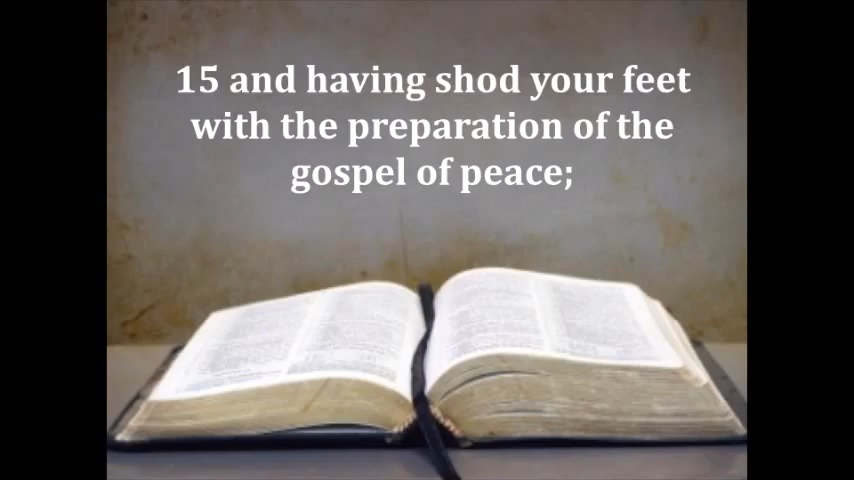 15 and having shod your feet
with the preparation of the
gospel of peace;